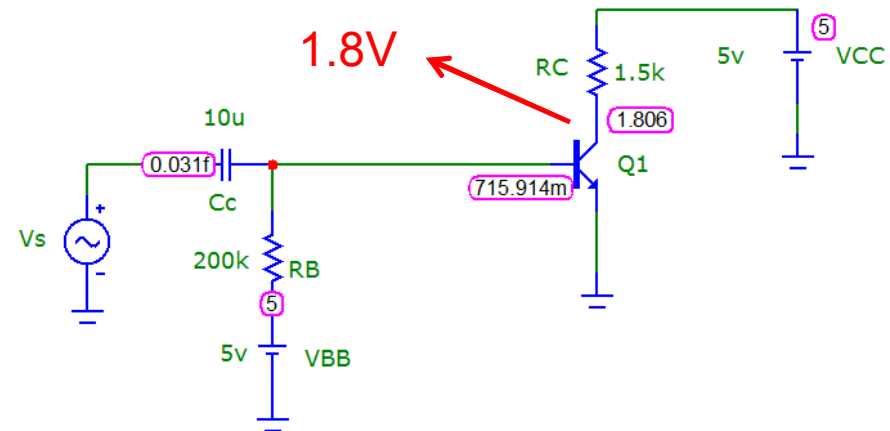 1.8V
5
5v
VCC
RC
1.5k
10u
1.806
0.031f
Q1
715.914m
Cc
Vs
+
-
200k
RB
5
5v
VBB